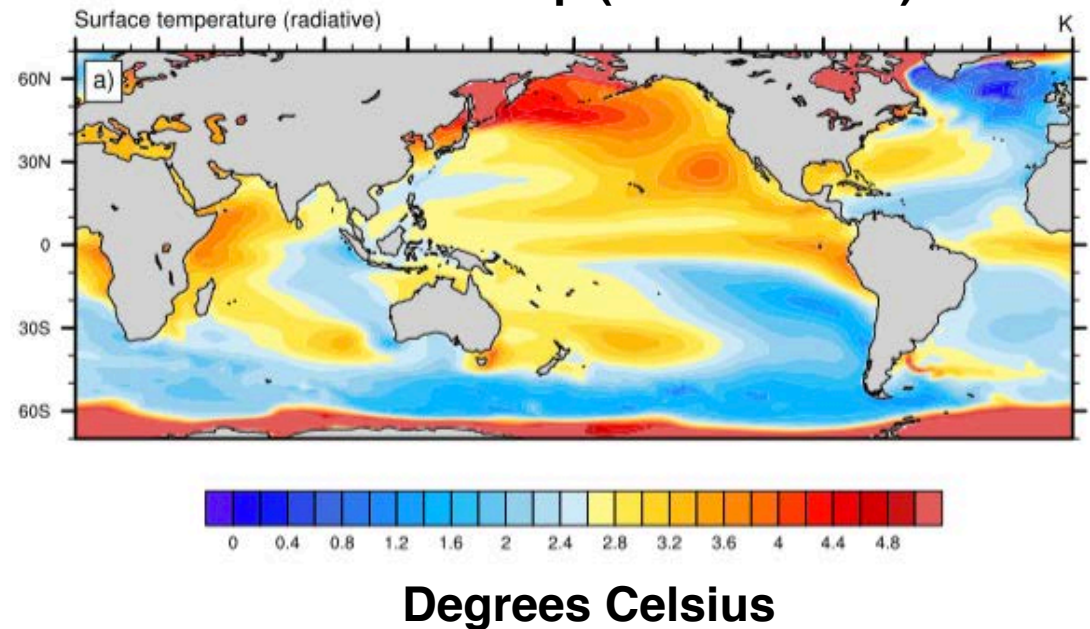 Surface temperature (radiative) K
a)
60N
30N
0
30S
60S
0 0.4 0.8 1.2 1.6 2 2.4 2.8 3.2 3.6 4 4.4 4.8
Degrees Celsius